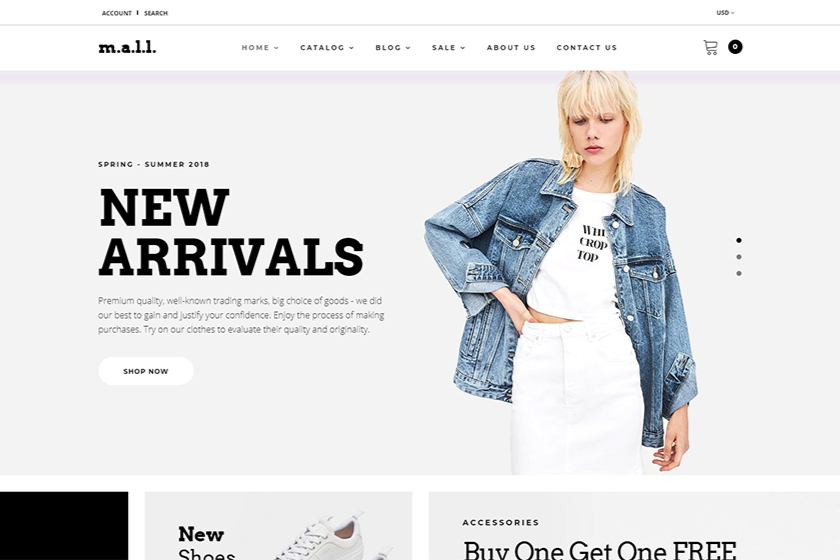 ACCOUNT SEARCH USD
m.a.l.l. HOME CATALOG BLOG SALE ABOUT US CONTACT US 0
SPRING - SUMMER 2018
NEW
ARRIVALS
Premium quality, well-known trading marks, big choice of goods - we did
our best to gain and justify your confidence. Enjoy the process of making
purchases. Try on our clothes to evaluate their quality and originality.
SHOP NOW
CROP
TOP
New
Shoes
ACCESSORIES
Buy One Get One FREE